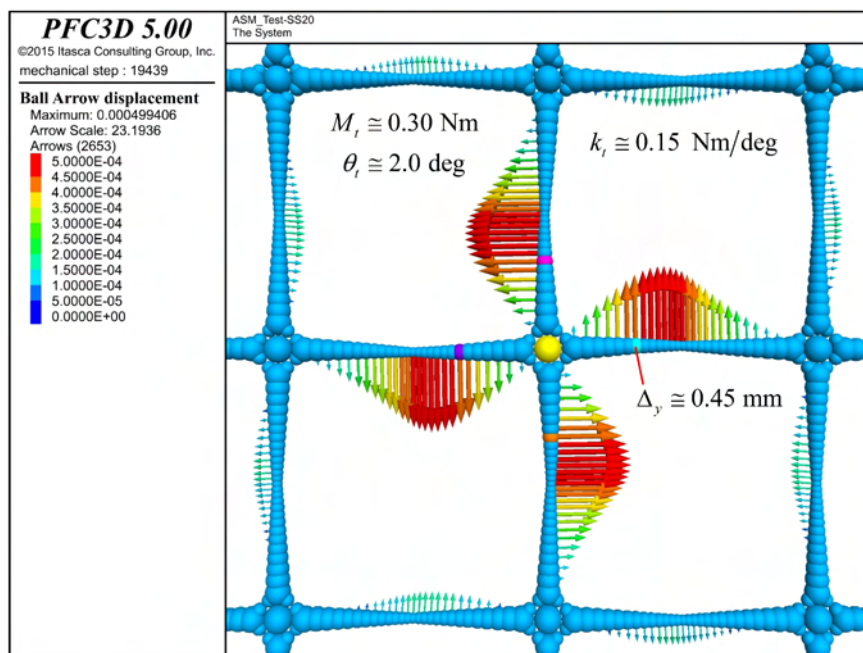 PFC3D 5.00
©2015 Itasca Consulting Group, Inc.
mechanical step : 19439
Ball Arrow displacement
Maximum: 0.000499406
Arrow Scale: 23.1936
Arrows (2653)
5.0000E-04
4.5000E-04
4.0000E-04
3.5000E-04
3.0000E-04
2.5000E-04
2.0000E-04
1.5000E-04
1.0000E-04
5.0000E-05
0.0000E+00
ASM_Test-SS20
The System
M_t ≅ 0.30 Nm
θ_t ≅ 2.0 deg
k_t ≅ 0.15 Nm/deg
Δ_y ≅ 0.45 mm